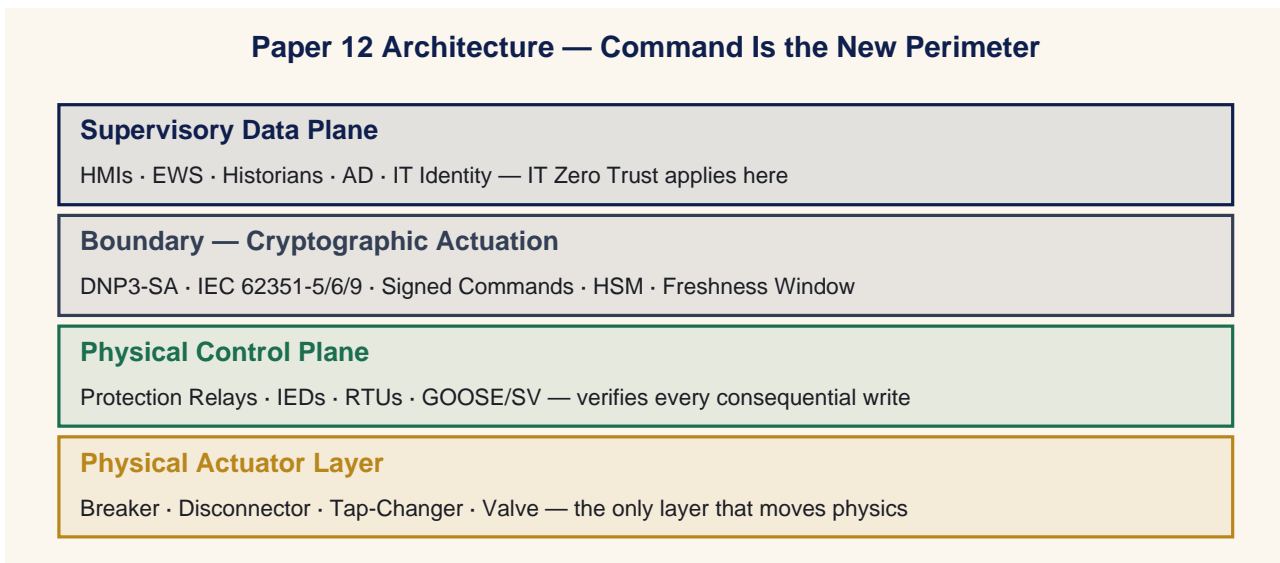 Paper 12 Architecture — Command Is the New Perimeter
Supervisory Data Plane
HMIs · EWS · Historians · AD · IT Identity — IT Zero Trust applies here
Boundary — Cryptographic Actuation
DNP3-SA · IEC 62351-5/6/9 · Signed Commands · HSM · Freshness Window
Physical Control Plane
Protection Relays · IEDs · RTUs · GOOSE/SV — verifies every consequential write
Physical Actuator Layer
Breaker · Disconnector · Tap-Changer · Valve — the only layer that moves physics